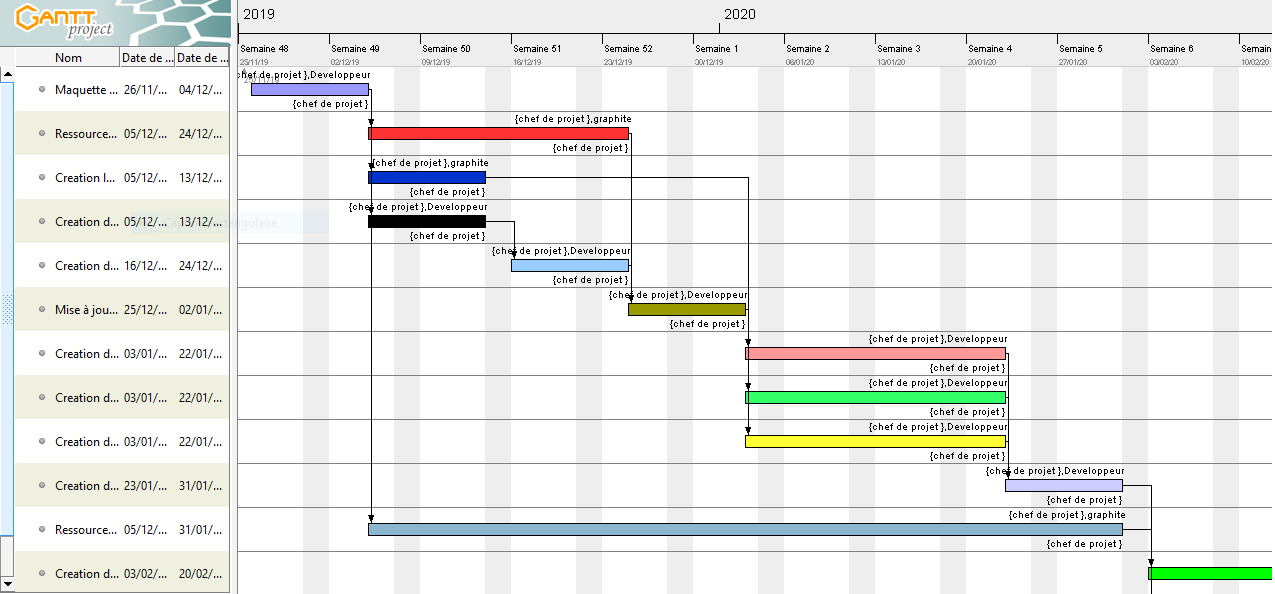 GANTT
project
2019 2020
Semaine 48 Semaine 49 Semaine 50 Semaine 51 Semaine 52 Semaine 1 Semaine 2 Semaine 3 Semaine 4 Semaine 5 Semaine 6 Semain
Nom Date de ... Date de ...
25/11/19 02/12/19 09/12/19 16/12/19 23/12/19 30/12/19 06/01/20 13/01/20 20/01/20 27/01/20 03/02/20 10/02/20
chef de projet },Developpeur
Maquette ... 26/11/... 04/12/...
{chef de projet }
{chef de projet },graphite
Ressource... 05/12/... 24/12/...
{chef de projet }
{chef de projet },graphite
Creation l... 05/12/... 13/12/...
{chef de projet }
{chef de projet },Developpeur
Creation d... 05/12/... 13/12/...
{chef de projet }
{chef de projet },Developpeur
Creation d... 16/12/... 24/12/...
{chef de projet }
{chef de projet },Developpeur
Mise à jou... 25/12/... 02/01/...
{chef de projet }
{chef de projet },Developpeur
Creation d... 03/01/... 22/01/...
{chef de projet }
{chef de projet },Developpeur
Creation d... 03/01/... 22/01/...
{chef de projet }
{chef de projet },Developpeur
Creation d... 03/01/... 22/01/...
{chef de projet }
{chef de projet },Developpeur
Creation d... 23/01/... 31/01/...
{chef de projet }
{chef de projet },graphite
Ressource... 05/12/... 31/01/...
{chef de projet }
Creation d... 03/02/... 20/02/...